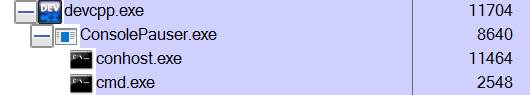 devcpp.exe 11704
ConsolePauser.exe 8640
conhost.exe 11464
cmd.exe 2548